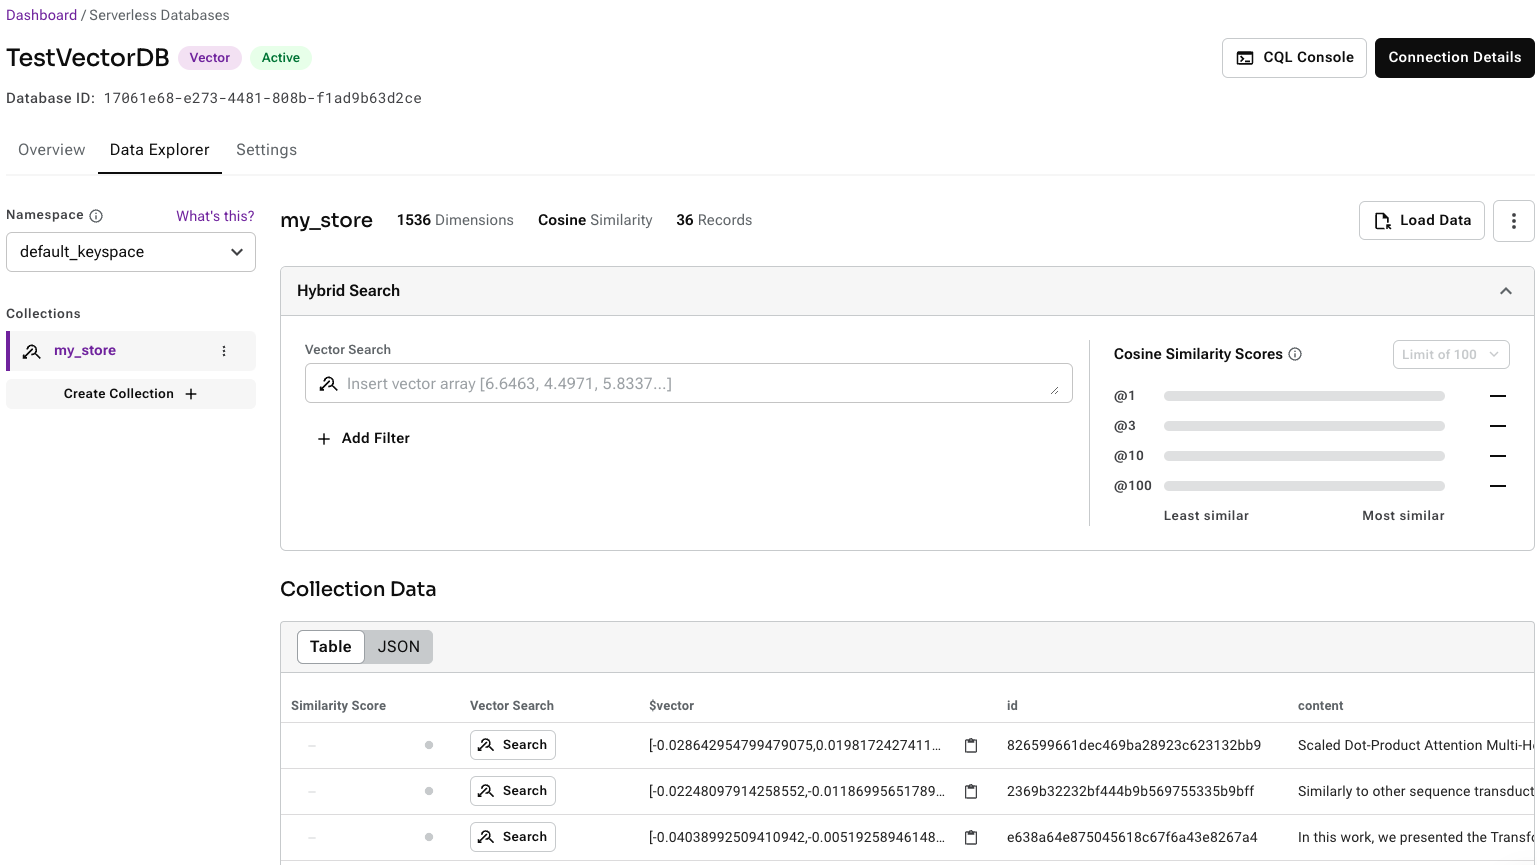 Dashboard / Serverless Databases
TestVectorDB Vector Active CQL Console Connection Details
Database ID: 17061e68-e273-4481-808b-f1ad9b63d2ce
Overview Data Explorer Settings
Namespace What's this?
default_keyspace
Collections
my_store
Create Collection +
my_store 1536 Dimensions Cosine Similarity 36 Records Load Data
Hybrid Search
Vector Search
Insert vector array [6.6463, 4.4971, 5.8337...]
+ Add Filter
Cosine Similarity Scores Limit of 100
@1 —
@3 —
@10 —
@100 —
Least similar Most similar
Collection Data
Table JSON
Similarity Score Vector Search $vector id content
– Search [-0.028642954799479075,0.0198172427411... 826599661dec469ba28923c623132bb9 Scaled Dot-Product Attention Multi-H
– Search [-0.02248097914258552,-0.01186995651789... 2369b32232bf444b9b569755335b9bff Similarly to other sequence transduct
– Search [-0.04038992509410942,-0.00519258946148... e638a64e875045618c67f6a43e8267a4 In this work, we presented the Transfo